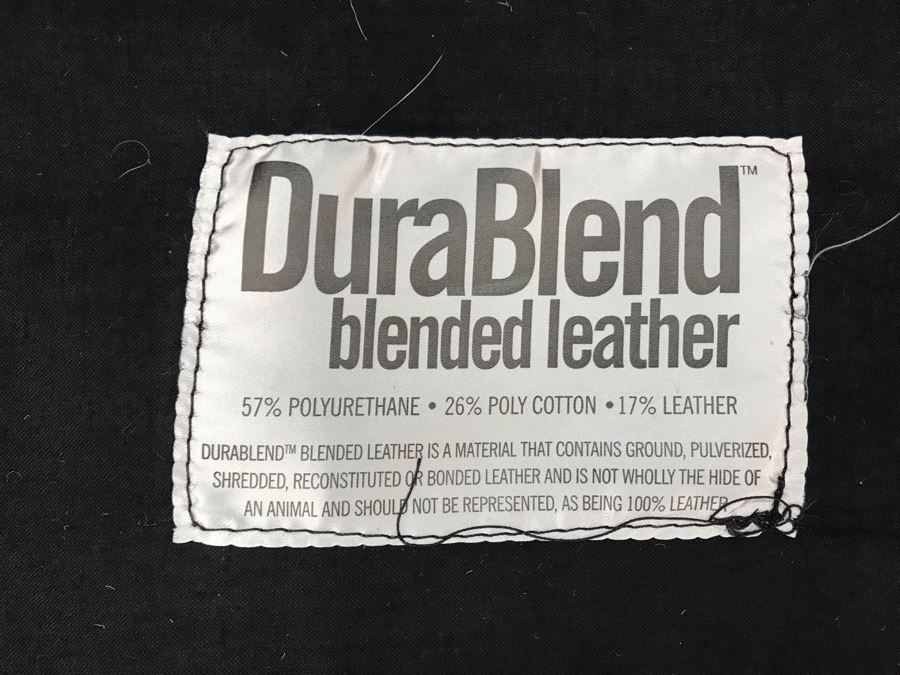 DuraBlend™
blended leather
57% POLYURETHANE • 26% POLY COTTON • 17% LEATHER
DURABLEND™ BLENDED LEATHER IS A MATERIAL THAT CONTAINS GROUND, PULVERIZED,
SHREDDED, RECONSTITUTED OR BONDED LEATHER AND IS NOT WHOLLY THE HIDE OF
AN ANIMAL AND SHOULD NOT BE REPRESENTED, AS BEING 100% LEATHER